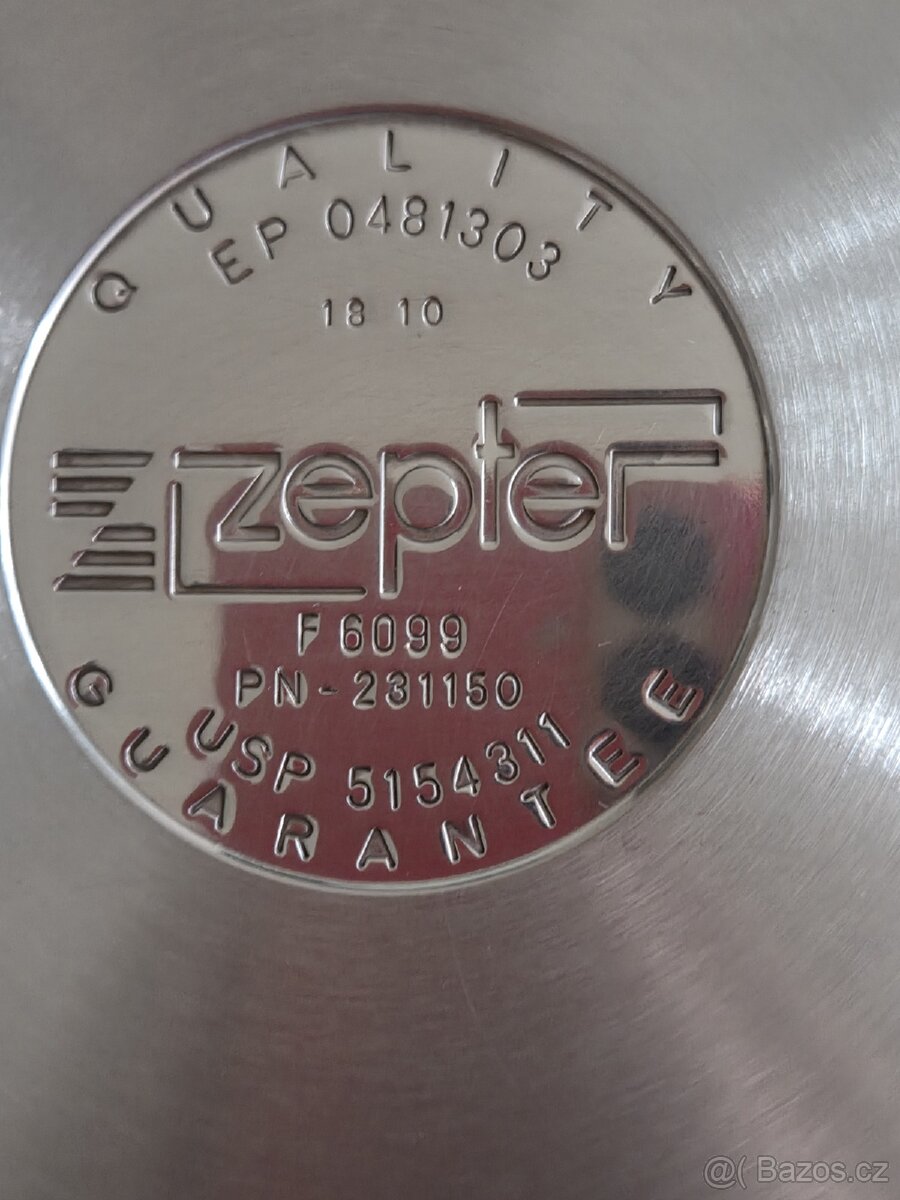 QUALITY
EP 0481303
18 10
zepter
F 6099
PN-231150
USP 5154311
GUARANTEE
@( Bazos.cz